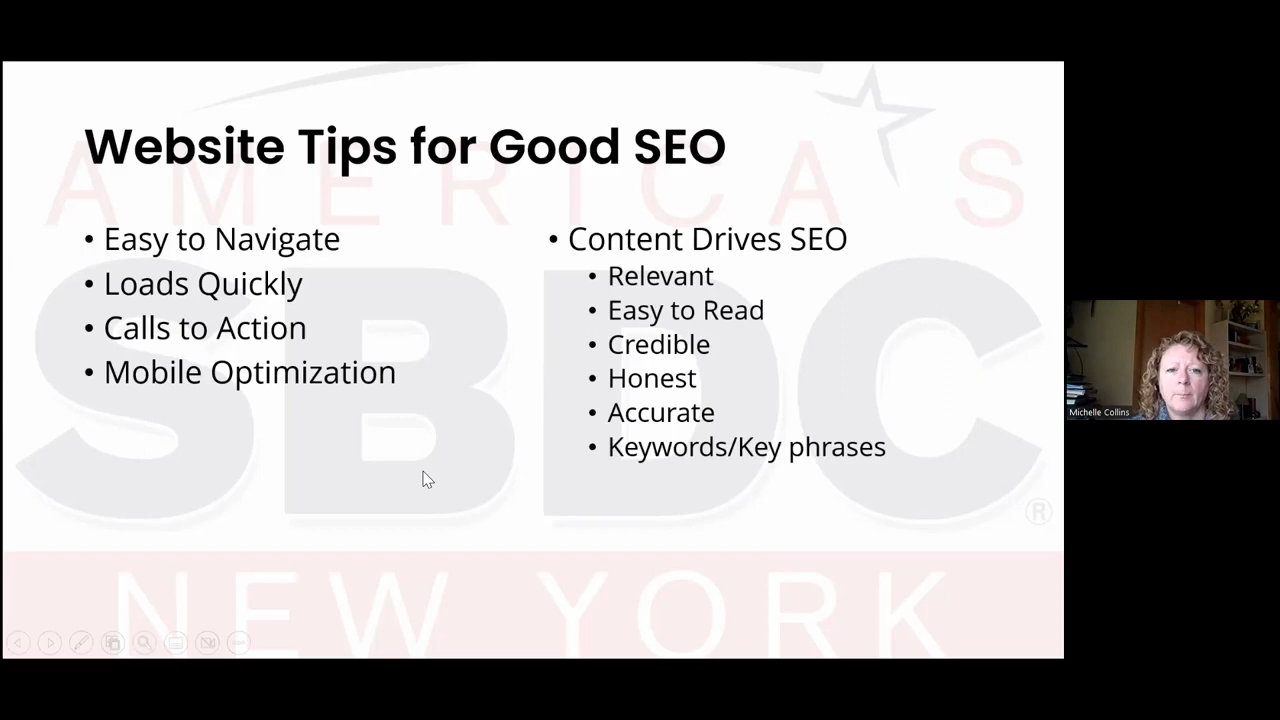 Website Tips for Good SEO
• Easy to Navigate
• Loads Quickly
• Calls to Action
• Mobile Optimization
• Content Drives SEO
• Relevant
• Easy to Read
• Credible
• Honest
• Accurate
• Keywords/Key phrases
AMERICA'S
SBDC
®
NEW YORK
Michelle Collins